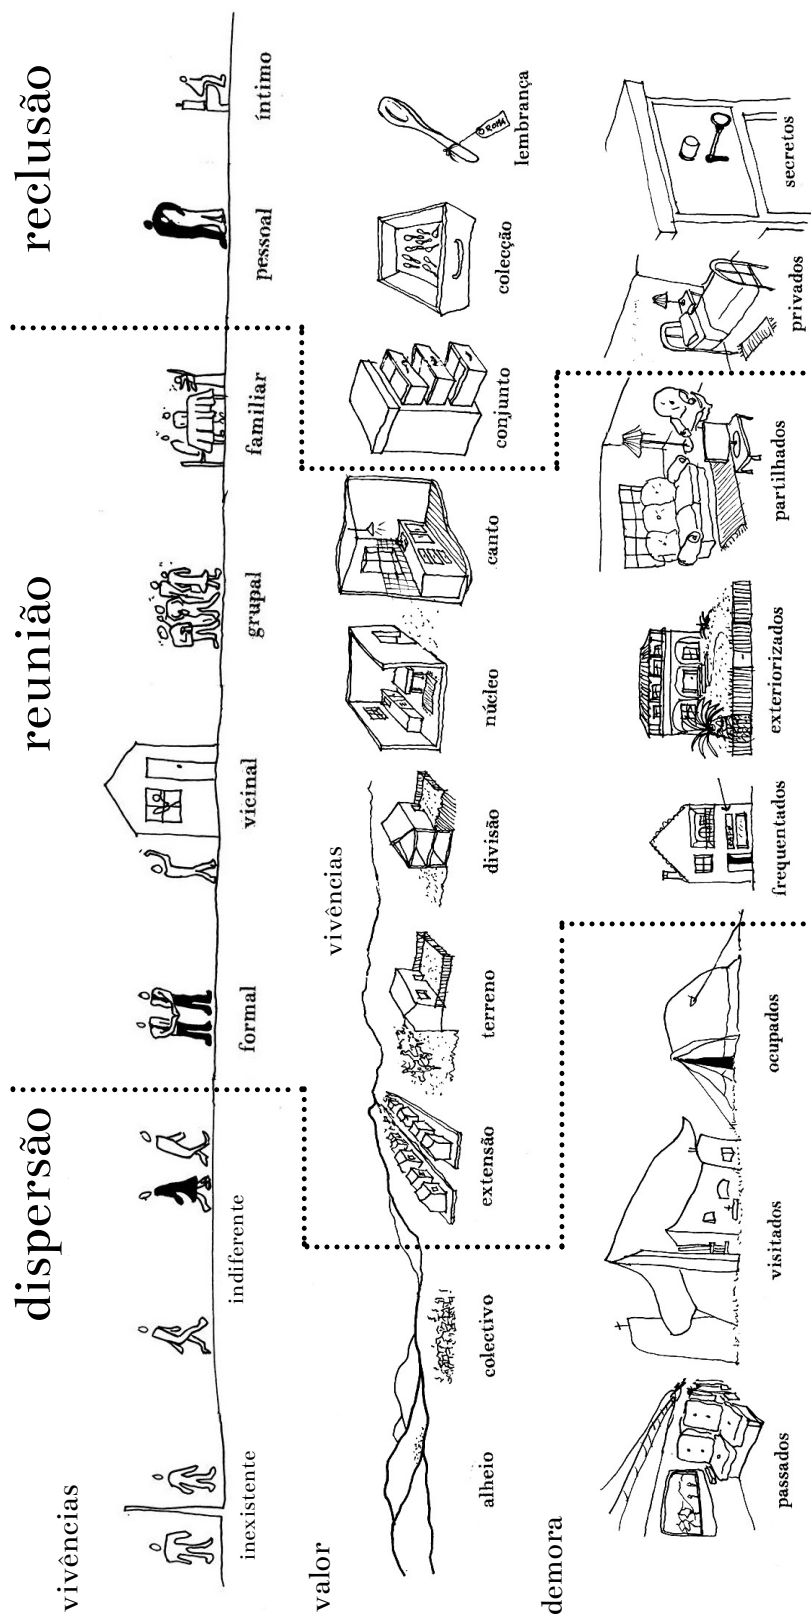 dispersão
reunião
reclusão
vivências
inexistente
indiferente
formal
vicinal
grupal
familiar
pessoal
íntimo
vivências
valor
alheio
colectivo
extensão
terreno
divisão
núcleo
canto
conjunto
colecção
lembrança
ROMA
demora
passados
visitados
ocupados
frequentados
exteriorizados
partilhados
privados
secretos